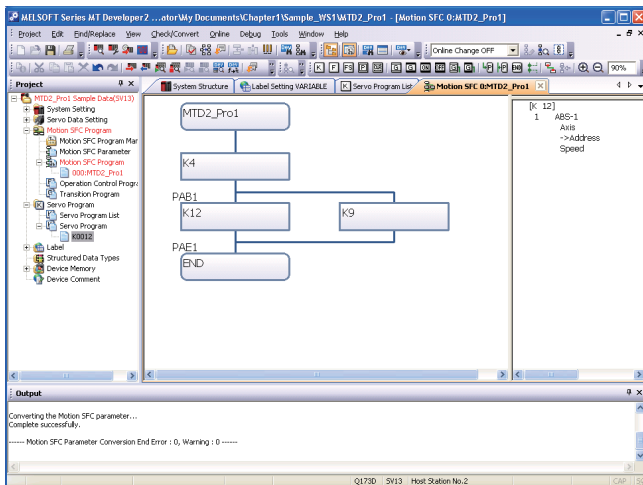 MELSOFT Series MT Developer2 ...ator\My Documents\Chapter1\Sample_WS1\MTD2_Pro1 - [Motion SFC 0:MTD2_Pro1]
Project Edit Find/Replace View Check/Convert Online Debug Tools Window Help
Online Change OFF
90%
Project
System Structure
Label Setting VARIABLE
Servo Program List
Motion SFC 0:MTD2_Pro1
MTD2_Pro1 Sample Data(SV13)
System Setting
Servo Data Setting
Motion SFC Program
Motion SFC Program Mar
Motion SFC Parameter
Motion SFC Program
000:MTD2_Pro1
Operation Control Progra
Transition Program
Servo Program
Servo Program List
Servo Program
K0012
Label
Structured Data Types
Device Memory
Device Comment
MTD2_Pro1
K4
PAB1
K12
K9
PAE1
END
[K 12]
1 ABS-1
Axis
->Address
Speed
Output
Converting the Motion SFC parameter...
Complete successfully.
------ Motion SFC Parameter Conversion End Error : 0, Warning : 0 ------
Q173D SV13 Host Station No.2
CAP